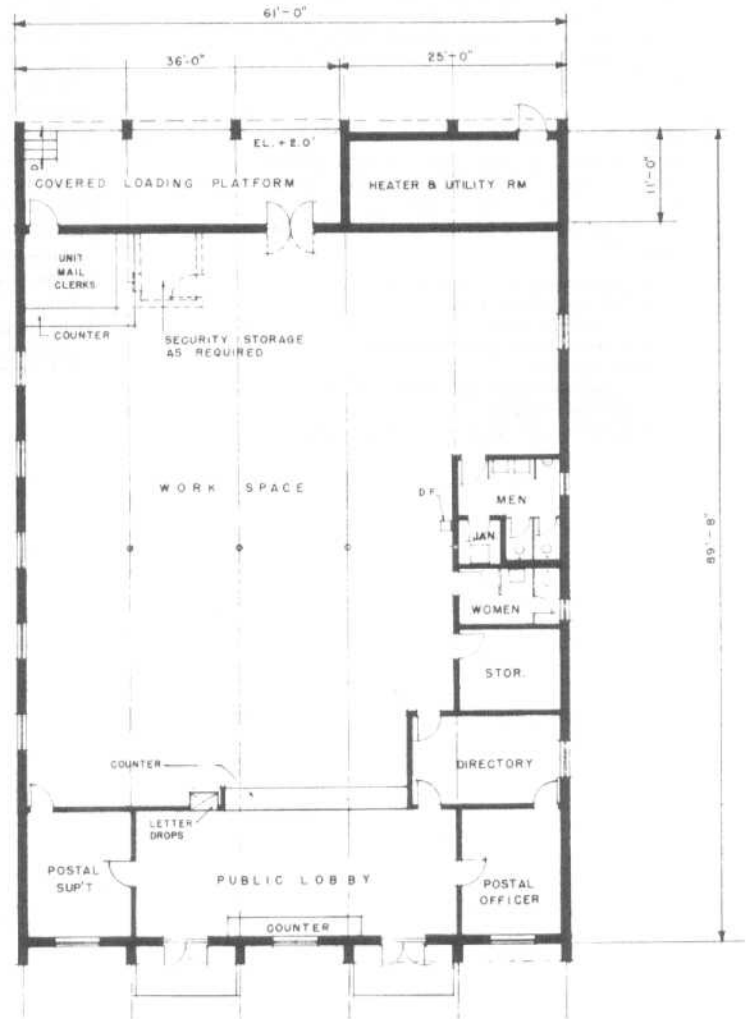 61'-0"
36'-0"
25'-0"
EL. + 2.0'
D
COVERED LOADING PLATFORM
HEATER & UTILITY RM
11'-0"
UNIT
MAIL
CLERKS
COUNTER
SECURITY STORAGE
AS REQUIRED
WORK SPACE
D.F.
MEN
JAN.
WOMEN
89'-8"
STOR.
COUNTER
DIRECTORY
LETTER
DROPS
POSTAL
SUP'T
PUBLIC LOBBY
POSTAL
OFFICER
COUNTER